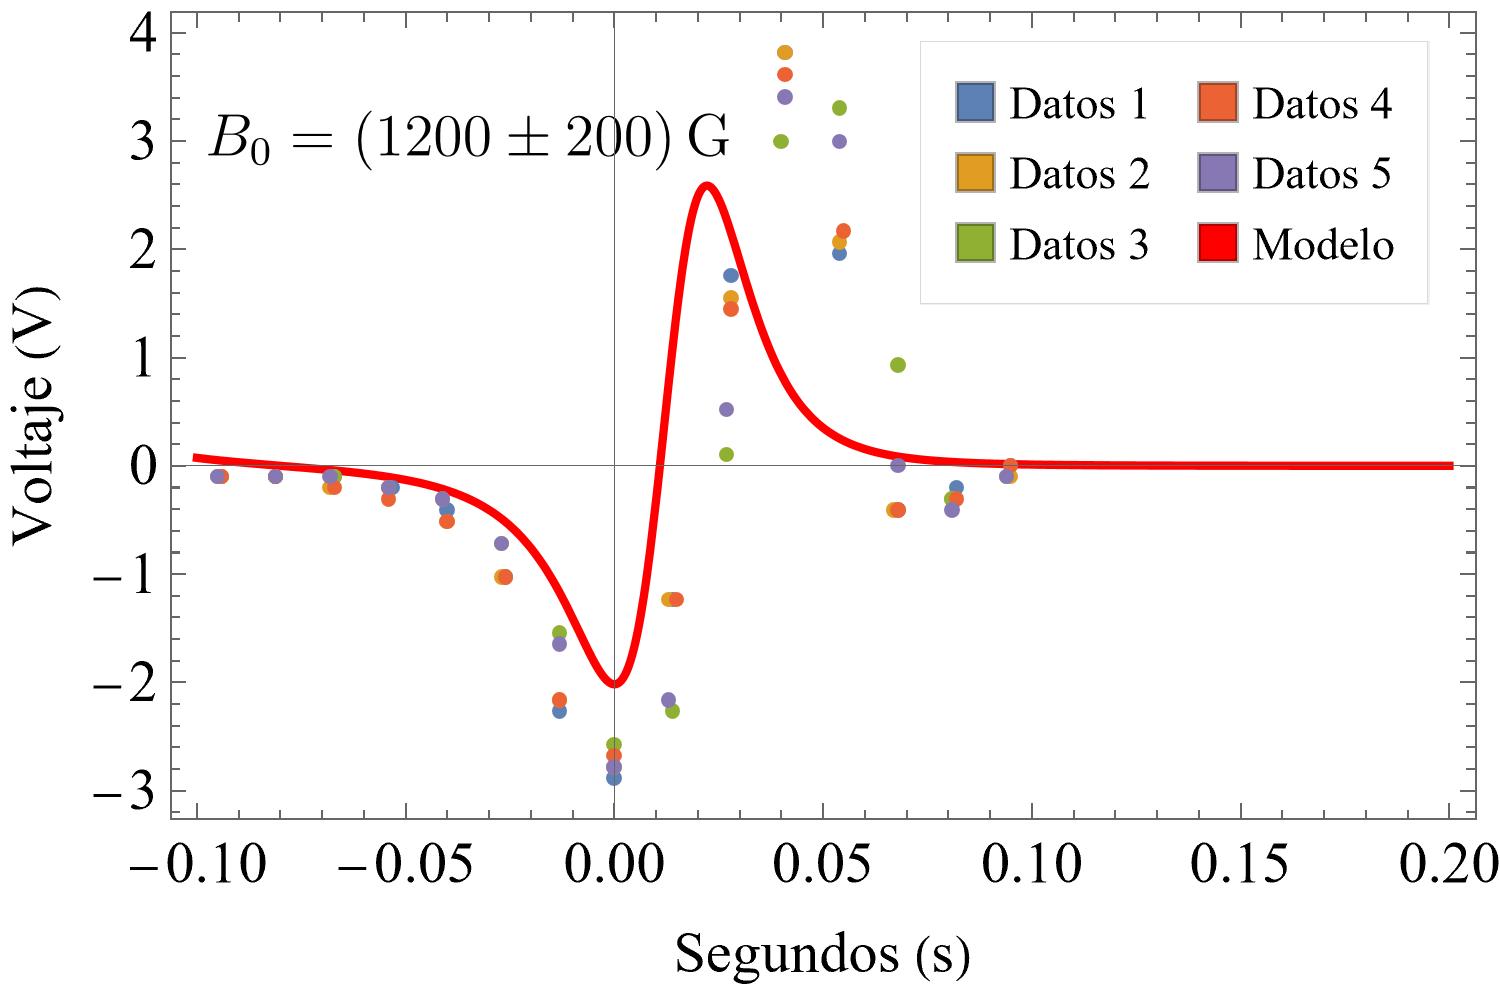 B₀ = (1200 ± 200) G
Datos 1
Datos 2
Datos 3
Datos 4
Datos 5
Modelo
Voltaje (V)
4
3
2
1
0
−1
−2
−3
−0.10 −0.05 0.00 0.05 0.10 0.15 0.20
Segundos (s)